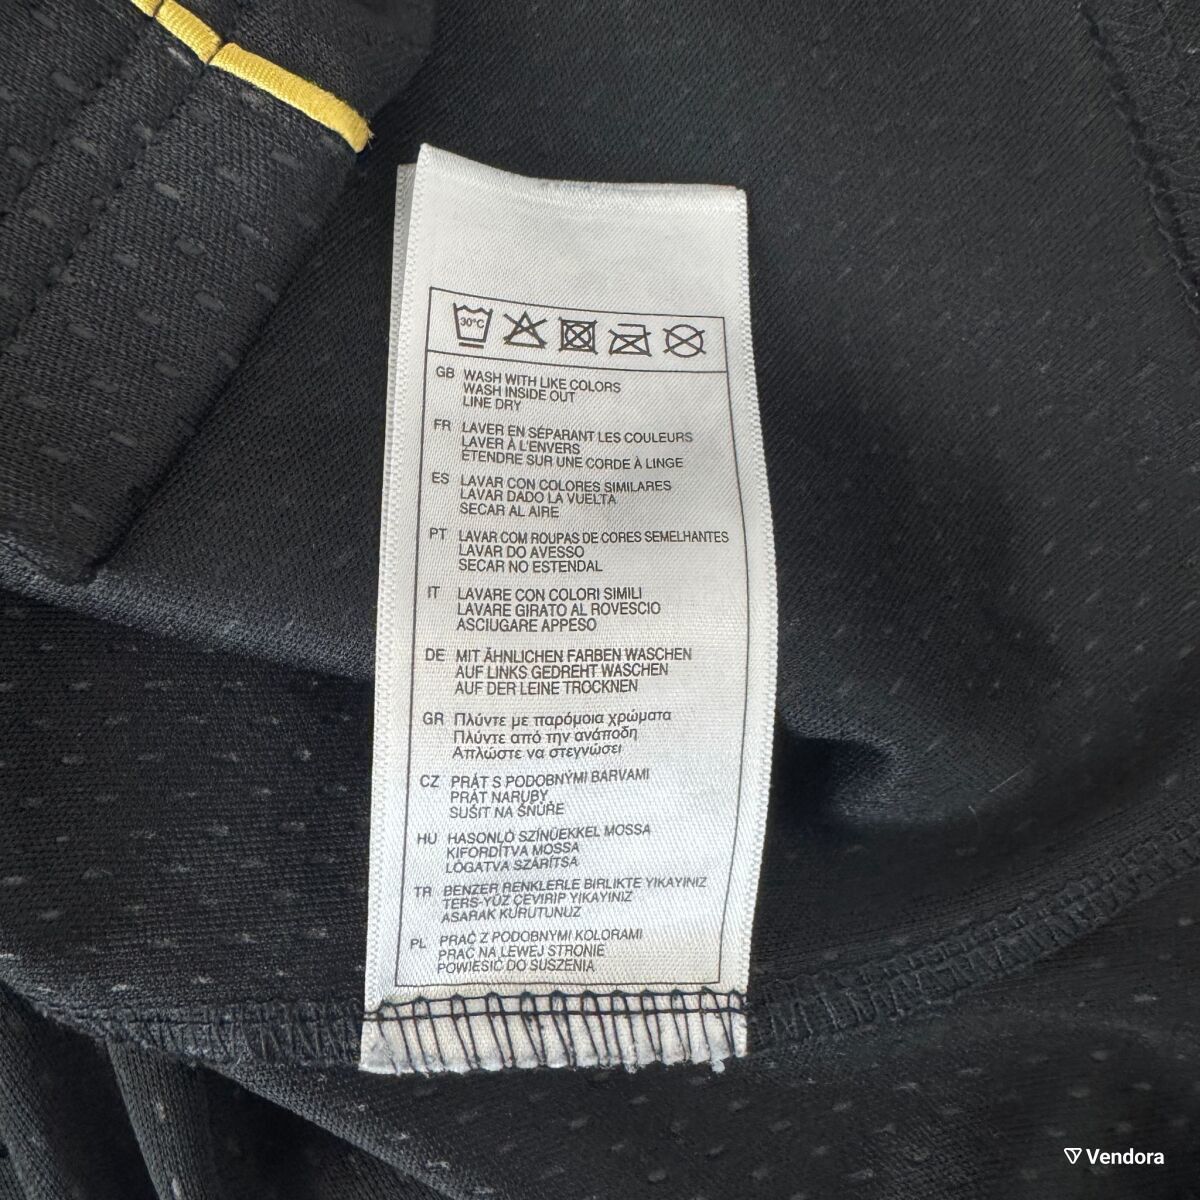 30°C
GB WASH WITH LIKE COLORS
WASH INSIDE OUT
LINE DRY
FR LAVER EN SÉPARANT LES COULEURS
LAVER À L'ENVERS
ÉTENDRE SUR UNE CORDE À LINGE
ES LAVAR CON COLORES SIMILARES
LAVAR DADO LA VUELTA
SECAR AL AIRE
PT LAVAR COM ROUPAS DE CORES SEMELHANTES
LAVAR DO AVESSO
SECAR NO ESTENDAL
IT LAVARE CON COLORI SIMILI
LAVARE GIRATO AL ROVESCIO
ASCIUGARE APPESO
DE MIT ÄHNLICHEN FARBEN WASCHEN
AUF LINKS GEDREHT WASCHEN
AUF DER LEINE TROCKNEN
GR Πλύντε με παρόμοια χρώματα
Πλύντε από την ανάποδη
Απλώστε να στεγνώσει
CZ PRÁT S PODOBNÝMI BARVAMI
PRÁT NARUBY
SUŠIT NA ŠŇŮŘE
HU HASONLÓ SZÍNÜEKKEL MOSSA
KIFORDÍTVA MOSSA
LÓGATVA SZÁRÍTSA
TR BENZER RENKLERLE BIRLIKTE YIKAYINIZ
TERS-YÜZ ÇEVIRIP YIKAYINIZ
ASARAK KURUTUNUZ
PL PRAĆ Z PODOBNYMI KOLORAMI
PRAĆ NA LEWEJ STRONIE
POWIESIĆ DO SUSZENIA
Vendora